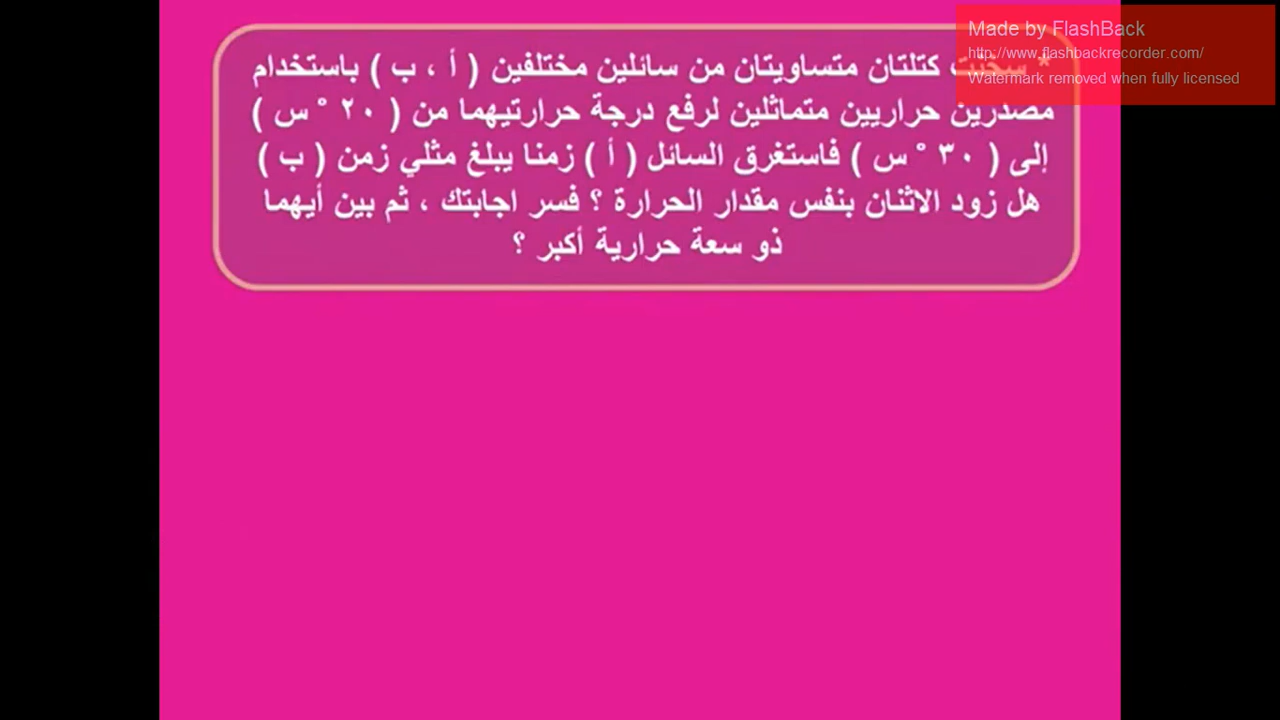 Made by FlashBack
http://www.flashbackrecorder.com/
Watermark removed when fully licensed
* سخنت كتلتان متساويتان من سائلين مختلفين ( أ ، ب ) باستخدام
مصدرين حراريين متماثلين لرفع درجة حرارتيهما من ( ٢٠ ° س )
إلى ( ٣٠ ° س ) فاستغرق السائل ( أ ) زمنا يبلغ مثلي زمن ( ب )
هل زود الاثنان بنفس مقدار الحرارة ؟ فسر اجابتك ، ثم بين أيهما
ذو سعة حرارية أكبر ؟